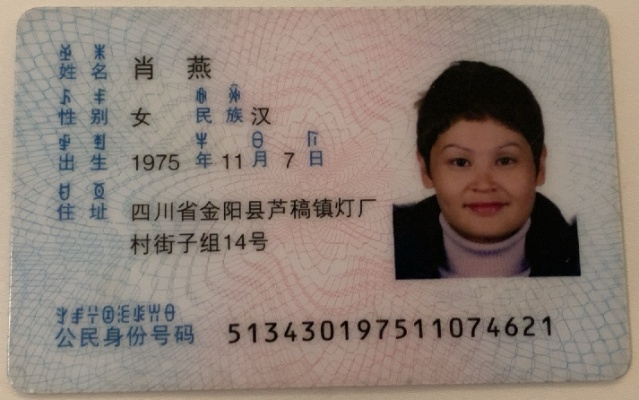 姓名 肖燕
性别 女 民族 汉
出生 1975 年 11 月 7 日
住址 四川省金阳县芦稿镇灯厂
村街子组14号
公民身份号码 513430197511074621